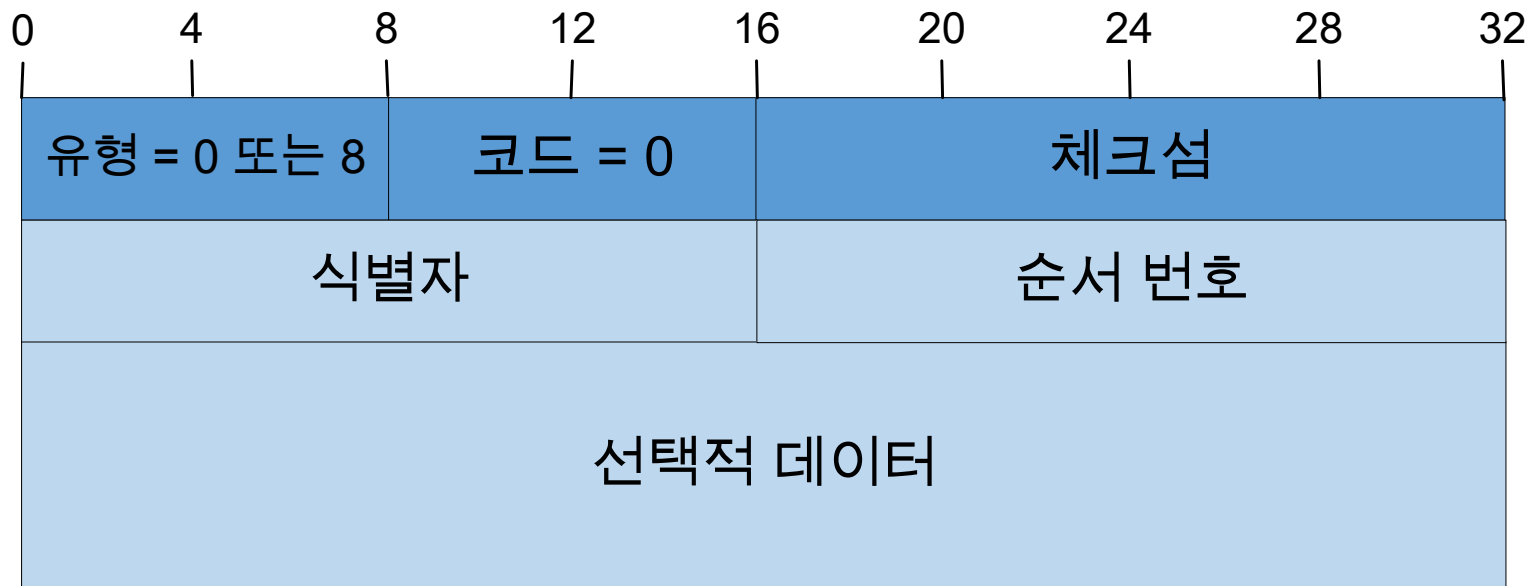 0 4 8 12 16 20 24 28 32
유형 = 0 또는 8 코드 = 0 체크섬
식별자 순서 번호
선택적 데이터